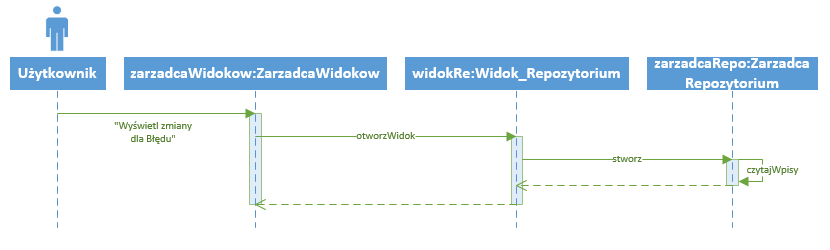 Użytkownik
zarzadcaWidokow:ZarzadcaWidokow
widokRe:Widok_Repozytorium
zarzadcaRepo:Zarzadca
Repozytorium
"Wyświetl zmiany
dla Błędu"
otworzWidok
stworz
czytajWpisy